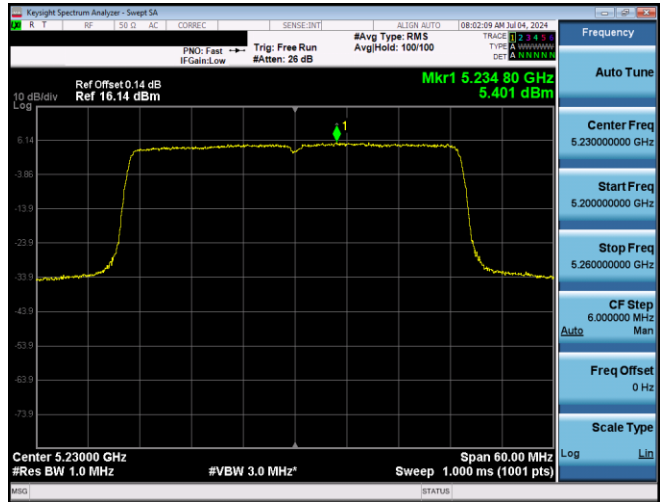 Keysight Spectrum Analyzer - Swept SA
R T RF 50 Ω AC CORREC SENSE:INT ALIGN AUTO 08:02:09 AM Jul 04, 2024
#Avg Type: RMS
TRACE 1 2 3 4 5 6
PNO: Fast Trig: Free Run Avg|Hold: 100/100
TYPE A WWWWW
IFGain:Low #Atten: 26 dB
DET A N N N N N
Frequency
Auto Tune
Mkr1 5.234 80 GHz
5.401 dBm
Ref Offset 0.14 dB
10 dB/div Ref 16.14 dBm
Log
1
6.14
-3.86
-13.9
-23.9
-33.9
-43.9
-53.9
-63.9
-73.9
Center Freq
5.230000000 GHz
Start Freq
5.200000000 GHz
Stop Freq
5.260000000 GHz
CF Step
6.000000 MHz
Auto Man
Freq Offset
0 Hz
Scale Type
Log Lin
Center 5.23000 GHz Span 60.00 MHz
#Res BW 1.0 MHz #VBW 3.0 MHz* Sweep 1.000 ms (1001 pts)
MSG STATUS